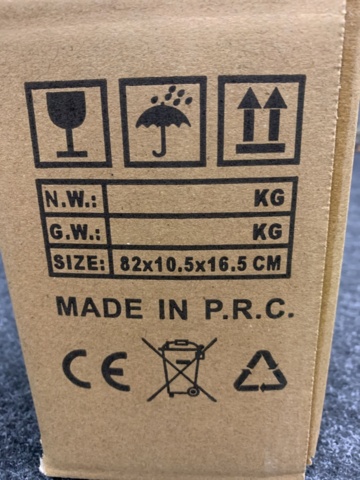 N.W.: KG
G.W.: KG
SIZE: 82x10.5x16.5 CM
MADE IN P.R.C.
CE